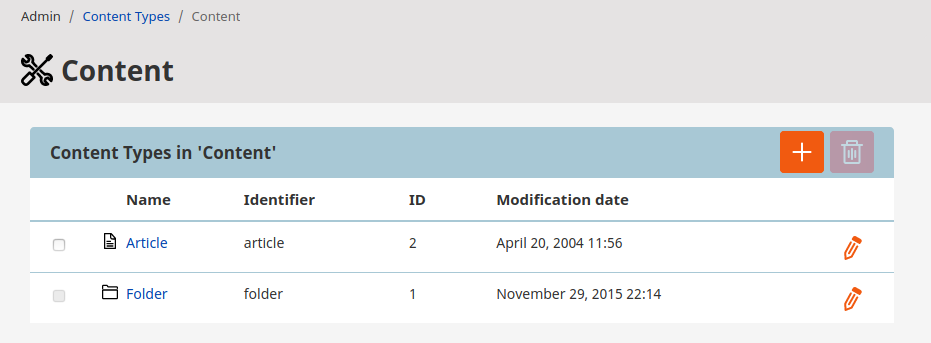 Admin / Content Types / Content
Content
Content Types in 'Content'
Name Identifier ID Modification date
Article article 2 April 20, 2004 11:56
Folder folder 1 November 29, 2015 22:14